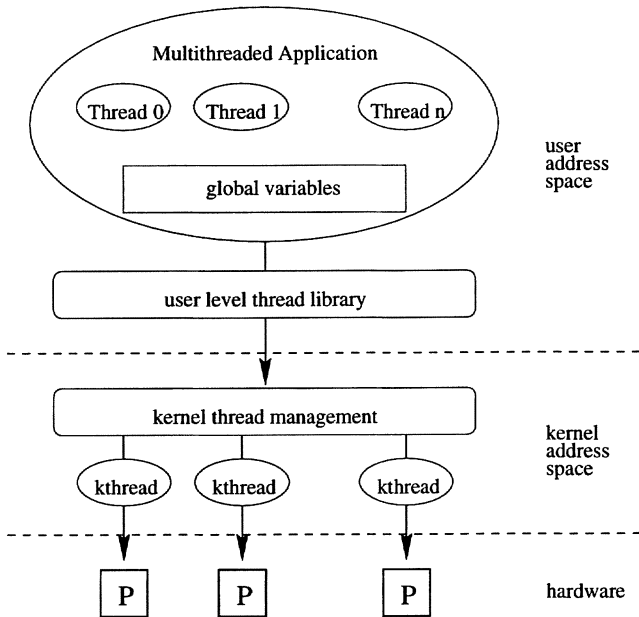 Multithreaded Application
Thread 0 Thread 1 Thread n
global variables
user
address
space
user level thread library
kernel thread management
kernel
address
space
kthread kthread kthread
P P P
hardware